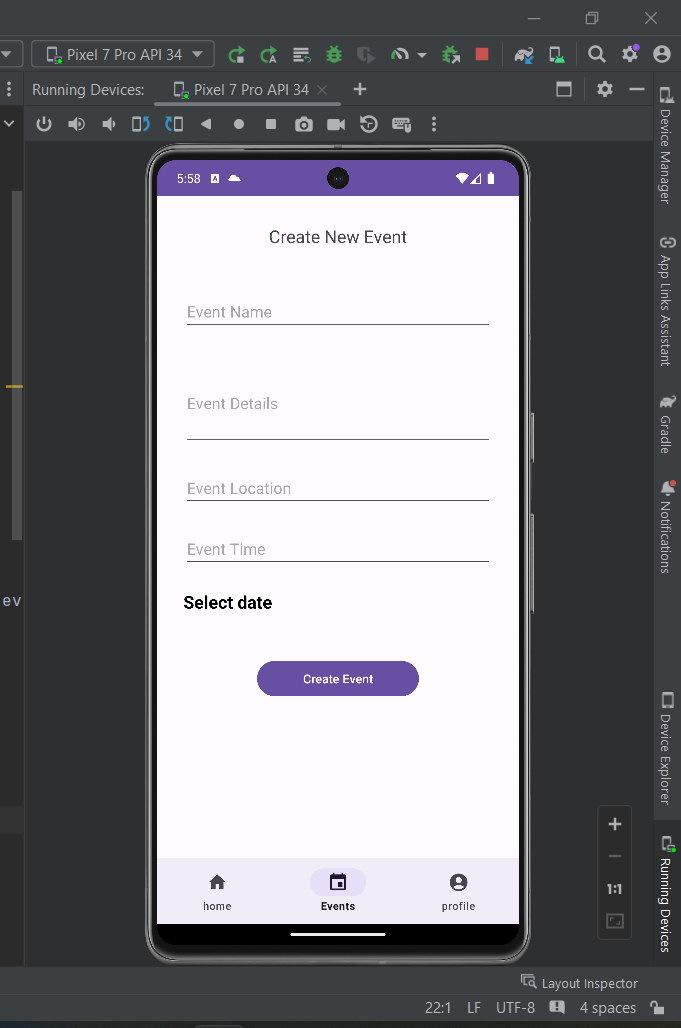 Pixel 7 Pro API 34
Running Devices:
Pixel 7 Pro API 34
5:58
Create New Event
Event Name
Event Details
Event Location
Event Time
Select date
Create Event
home
Events
profile
ev
1:1
Device Manager
App Links Assistant
Gradle
Notifications
Device Explorer
Running Devices
Layout Inspector
22:1
LF
UTF-8
4 spaces